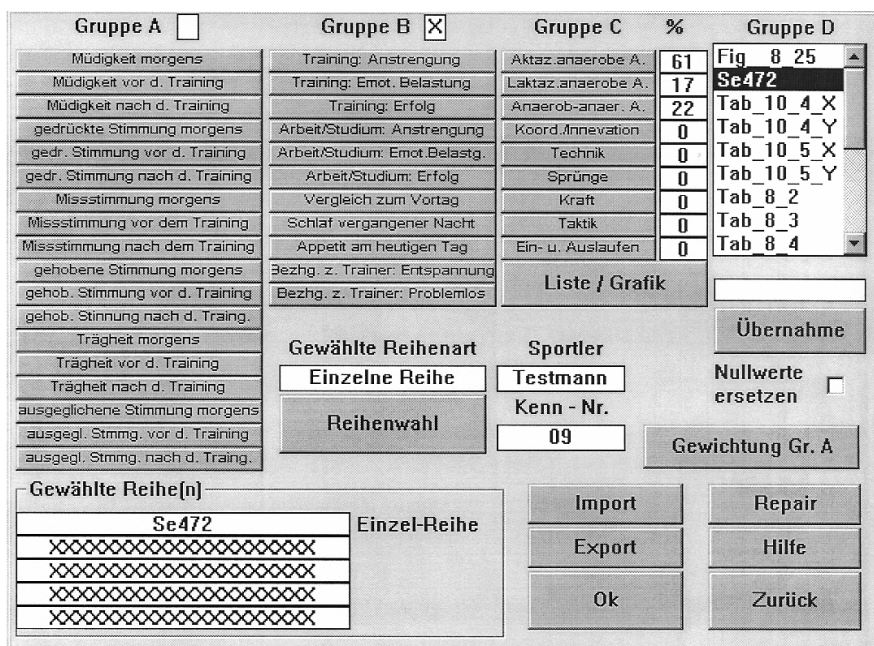 Gruppe A
Müdigkeit morgens
Müdigkeit vor d. Training
Müdigkeit nach d. Training
gedrückte Stimmung morgens
gedr. Stimmung vor d. Training
gedr. Stimmung nach d. Training
Missstimmung morgens
Missstimmung vor dem Training
Missstimmung nach dem Training
gehobene Stimmung morgens
gehob. Stimmung vor d. Training
gehob. Stinnung nach d. Traing.
Trägheit morgens
Trägheit vor d. Training
Trägheit nach d. Training
ausgeglichene Stimmung morgens
ausgegl. Stmmg. vor d. Training
ausgegl. Stmmg. nach d. Traing.
Gruppe B X
Training: Anstrengung
Training: Emot. Belastung
Training: Erfolg
Arbeit/Studium: Anstrengung
Arbeit/Studium: Emot.Belastg.
Arbeit/Studium: Erfolg
Vergleich zum Vortag
Schlaf vergangener Nacht
Appetit am heutigen Tag
Bezhg. z. Trainer: Entspannung
Bezhg. z. Trainer: Problemlos
Gruppe C %
Aktaz.anaerobe A. 61
Laktaz.anaerobe A. 17
Anaerob-anaer. A. 22
Koord./Innevation 0
Technik 0
Sprünge 0
Kraft 0
Taktik 0
Ein- u. Auslaufen 0
Liste / Grafik
Gruppe D
Fig__8_25
Se472
Tab_10_4_X
Tab_10_4_Y
Tab_10_5_X
Tab_10_5_Y
Tab_8_2
Tab_8_3
Tab_8_4
Übernahme
Nullwerte
ersetzen
Gewählte Reihenart
Einzelne Reihe
Reihenwahl
Sportler
Testmann
Kenn - Nr.
09
Gewichtung Gr. A
Gewählte Reihe(n)
Se472 Einzel-Reihe
XXXXXXXXXXXXXXXXXXXXXX
XXXXXXXXXXXXXXXXXXXXXX
XXXXXXXXXXXXXXXXXXXXXX
XXXXXXXXXXXXXXXXXXXXXX
Import
Repair
Export
Hilfe
Ok
Zurück